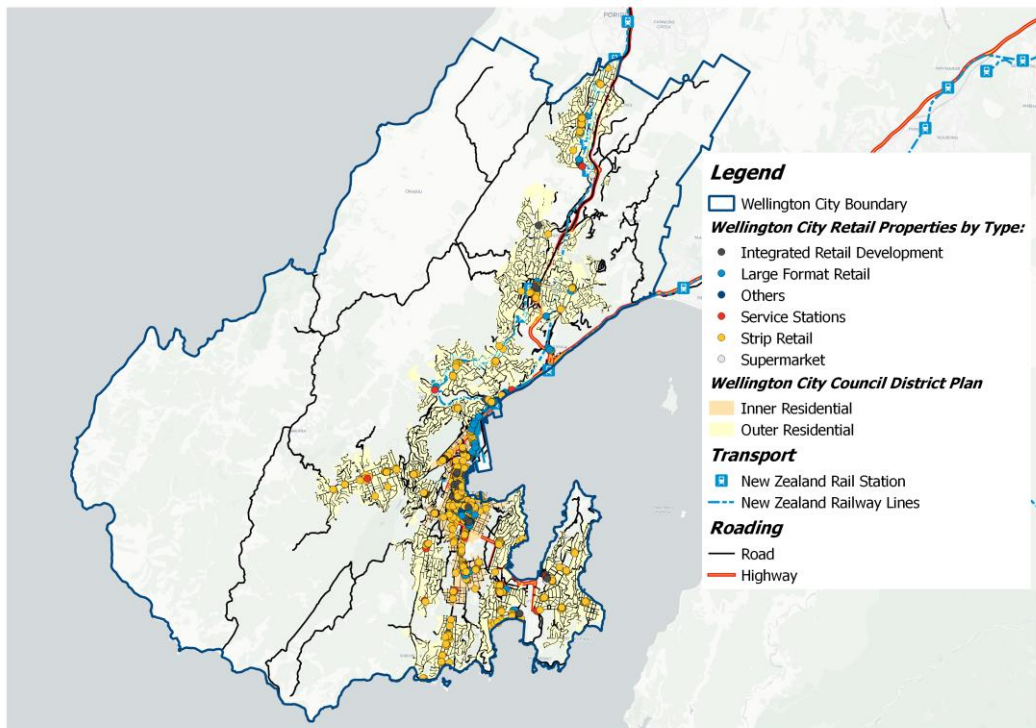 PORIRUA
Legend
Wellington City Boundary
Wellington City Retail Properties by Type:
Integrated Retail Development
Large Format Retail
Others
Service Stations
Strip Retail
Supermarket
Wellington City Council District Plan
Inner Residential
Outer Residential
Transport
New Zealand Rail Station
New Zealand Railway Lines
Roading
Road
Highway